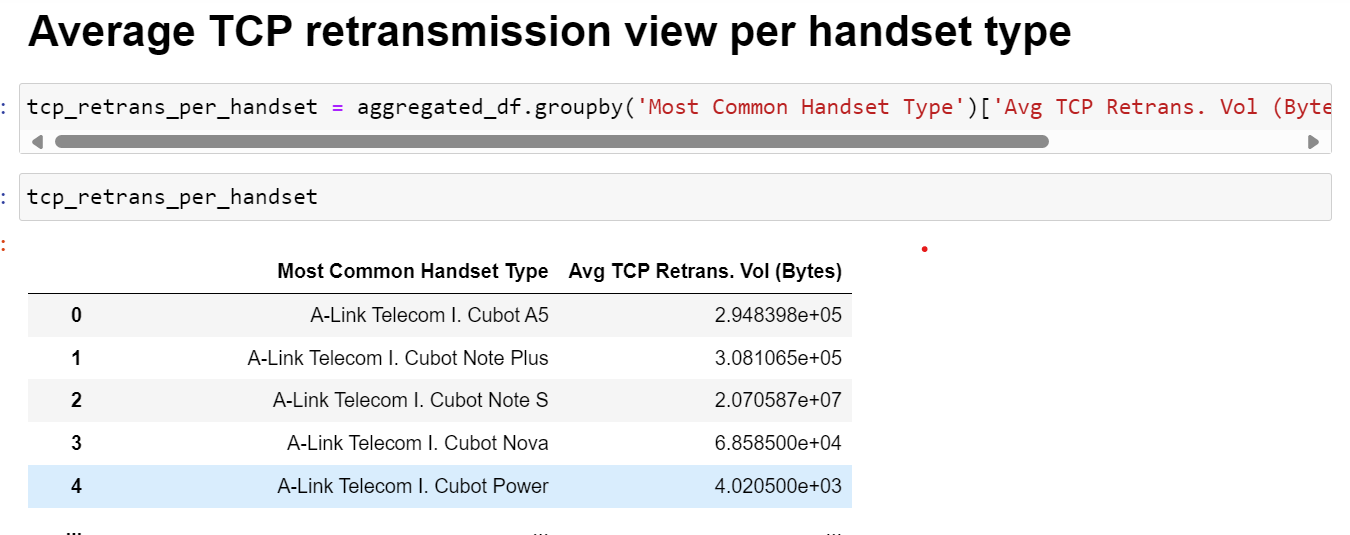 Average TCP retransmission view per handset type
: tcp_retrans_per_handset = aggregated_df.groupby('Most Common Handset Type')['Avg TCP Retrans. Vol (Byte
: tcp_retrans_per_handset
:
Most Common Handset Type Avg TCP Retrans. Vol (Bytes)
0 A-Link Telecom I. Cubot A5 2.948398e+05
1 A-Link Telecom I. Cubot Note Plus 3.081065e+05
2 A-Link Telecom I. Cubot Note S 2.070587e+07
3 A-Link Telecom I. Cubot Nova 6.858500e+04
4 A-Link Telecom I. Cubot Power 4.020500e+03
... ... ...